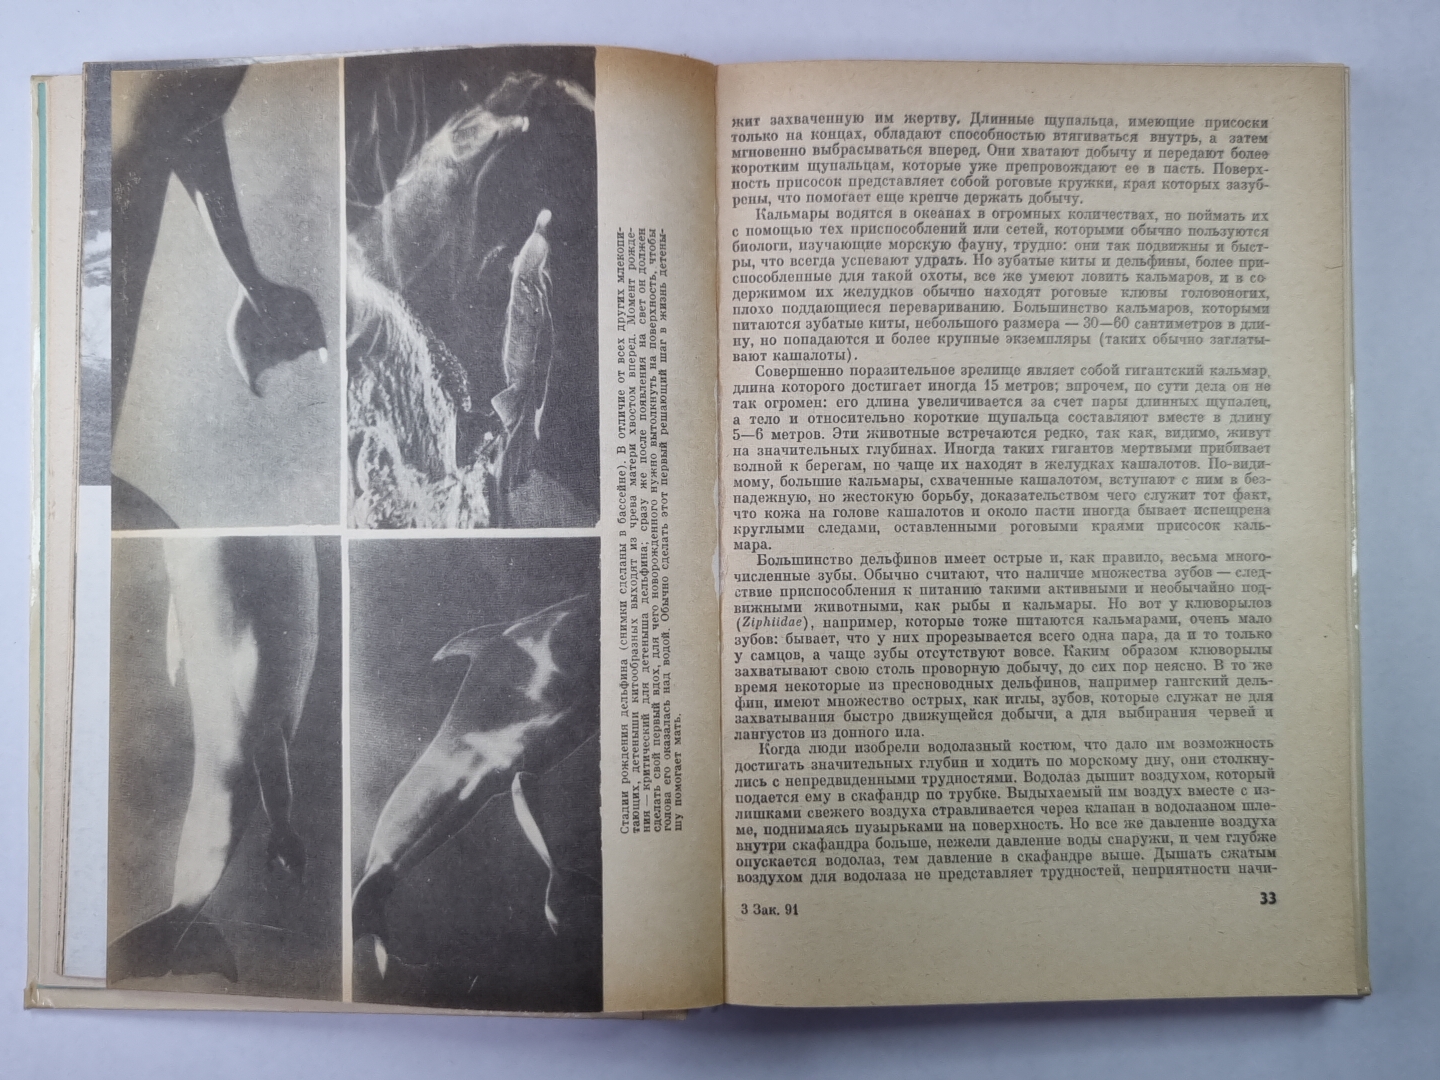 Стадии рождения дельфина (снимки сделаны в бассейне). В отличие от всех других млекопи-
тающих, детеныши китообразных выходят из чрева матери хвостом вперед. Момент рожде-
ния — критический для детеныша дельфина; сразу же после появления на свет он должен
сделать свой первый вдох, для чего новорожденного нужно вытолкнуть на поверхность, чтобы
голова его оказалась над водой. Обычно сделать этот первый решающий шаг в жизнь детены-
шу помогает мать.
жит захваченную им жертву. Длинные щупальца, имеющие присоски
только на концах, обладают способностью втягиваться внутрь, а затем
мгновенно выбрасываться вперед. Они хватают добычу и передают более
коротким щупальцам, которые уже препровождают ее в пасть. Поверх-
ность присосок представляет собой роговые кружки, края которых зазуб-
рены, что помогает еще крепче держать добычу.
Кальмары водятся в океанах в огромных количествах, но поймать их
с помощью тех приспособлений или сетей, которыми обычно пользуются
биологи, изучающие морскую фауну, трудно: они так подвижны и быст-
ры, что всегда успевают удрать. Но зубатые киты и дельфины, более при-
способленные для такой охоты, все же умеют ловить кальмаров, и в со-
держимом их желудков обычно находят роговые клювы головоногих,
плохо поддающиеся перевариванию. Большинство кальмаров, которыми
питаются зубатые киты, небольшого размера — 30—60 сантиметров в дли-
ну, но попадаются и более крупные экземпляры (таких обычно заглаты-
вают кашалоты).
Совершенно поразительное зрелище являет собой гигантский кальмар,
длина которого достигает иногда 15 метров; впрочем, по сути дела он не
так огромен: его длина увеличивается за счет пары длинных щупалец,
а тело и относительно короткие щупальца составляют вместе в длину
5—6 метров. Эти животные встречаются редко, так как, видимо, живут
на значительных глубинах. Иногда таких гигантов мертвыми прибивает
волной к берегам, но чаще их находят в желудках кашалотов. По-види-
мому, большие кальмары, схваченные кашалотом, вступают с ним в без-
надежную, но жестокую борьбу, доказательством чего служит тот факт,
что кожа на голове кашалотов и около пасти иногда бывает испещрена
круглыми следами, оставленными роговыми краями присосок каль-
мара.
Большинство дельфинов имеет острые и, как правило, весьма много-
численные зубы. Обычно считают, что наличие множества зубов — след-
ствие приспособления к питанию такими активными и необычайно под-
вижными животными, как рыбы и кальмары. Но вот у клюворылов
(Ziphiidae), например, которые тоже питаются кальмарами, очень мало
зубов: бывает, что у них прорезывается всего одна пара, да и то только
у самцов, а чаще зубы отсутствуют вовсе. Каким образом клюворылы
захватывают свою столь проворную добычу, до сих пор неясно. В то же
время некоторые из пресноводных дельфинов, например гангский дель-
фин, имеют множество острых, как иглы, зубов, которые служат не для
захватывания быстро движущейся добычи, а для выбирания червей и
лангустов из донного ила.
Когда люди изобрели водолазный костюм, что дало им возможность
достигать значительных глубин и ходить по морскому дну, они столкну-
лись с непредвиденными трудностями. Водолаз дышит воздухом, который
подается ему в скафандр по трубке. Выдыхаемый им воздух вместе с из-
лишками свежего воздуха стравливается через клапан в водолазном шле-
ме, поднимаясь пузырьками на поверхность. Но все же давление воздуха
внутри скафандра больше, нежели давление воды снаружи, и чем глубже
опускается водолаз, тем давление в скафандре выше. Дышать сжатым
воздухом для водолаза не представляет трудностей, неприятности начи-
3 Зак. 91
33